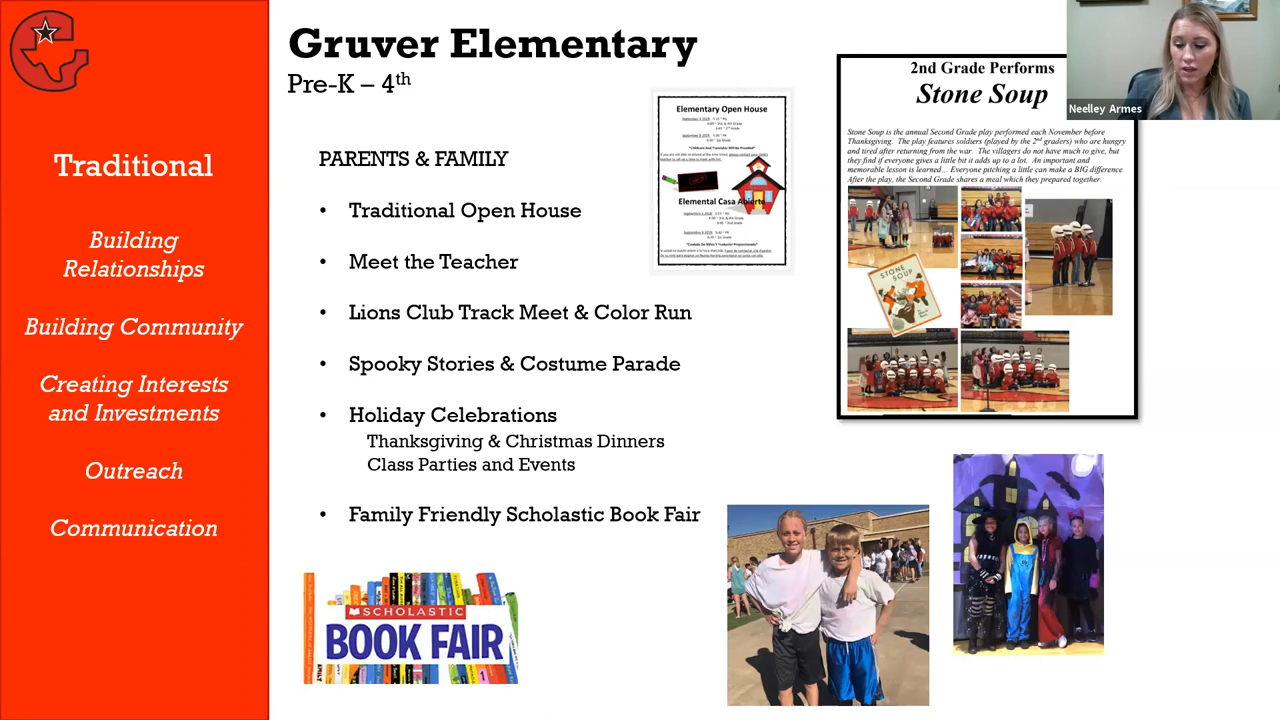 Gruver Elementary
Pre-K – 4th
Traditional
Building
Relationships
Building Community
Creating Interests
and Investments
Outreach
Communication
PARENTS & FAMILY
• Traditional Open House
• Meet the Teacher
• Lions Club Track Meet & Color Run
• Spooky Stories & Costume Parade
• Holiday Celebrations
Thanksgiving & Christmas Dinners
Class Parties and Events
• Family Friendly Scholastic Book Fair
SCHOLASTIC
BOOK FAIR
Elementary Open House
Elemental Casa Abierto
2nd Grade Performs
Stone Soup
Stone Soup is the annual Second Grade play performed each November before
Thanksgiving. The play features soldiers (played by the 2nd graders) who are hungry
and tired after returning from the war. The villagers do not have much to give, but
they find if everyone gives a little bit it adds up to a lot. An important and
memorable lesson is learned... Everyone pitching a little can make a BIG difference
After the play, the Second Grade shares a meal which they prepared together.
STONE
SOUP
Neelley Armes